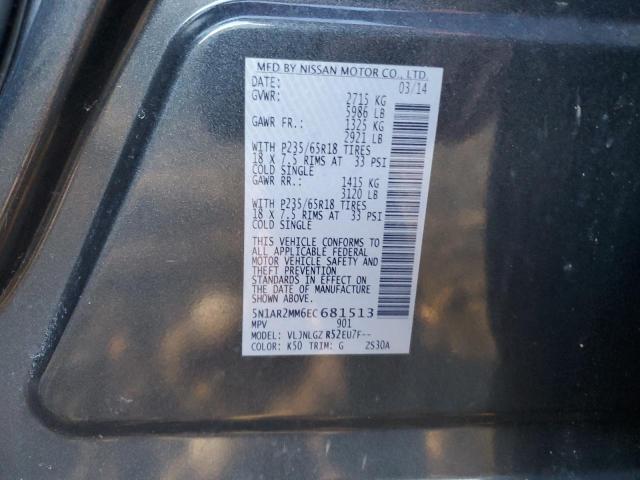 MFD BY NISSAN MOTOR CO., LTD.
DATE: 03/14
GVWR: 2715 KG
5986 LB
GAWR FR.: 1325 KG
2921 LB
WITH P235/65R18 TIRES
18 X 7.5 RIMS AT 33 PSI
COLD SINGLE
GAWR RR.: 1415 KG
3120 LB
WITH P235/65R18 TIRES
18 X 7.5 RIMS AT 33 PSI
COLD SINGLE
THIS VEHICLE CONFORMS TO
ALL APPLICABLE FEDERAL
MOTOR VEHICLE SAFETY AND
THEFT PREVENTION
STANDARDS IN EFFECT ON
THE DATE OF MANUFACTURE
SHOWN ABOVE.
5N1AR2MM6EC681513
MPV 901
MODEL: VLJNLGZ R52EU7F--
COLOR: K50 TRIM: G ZS30A